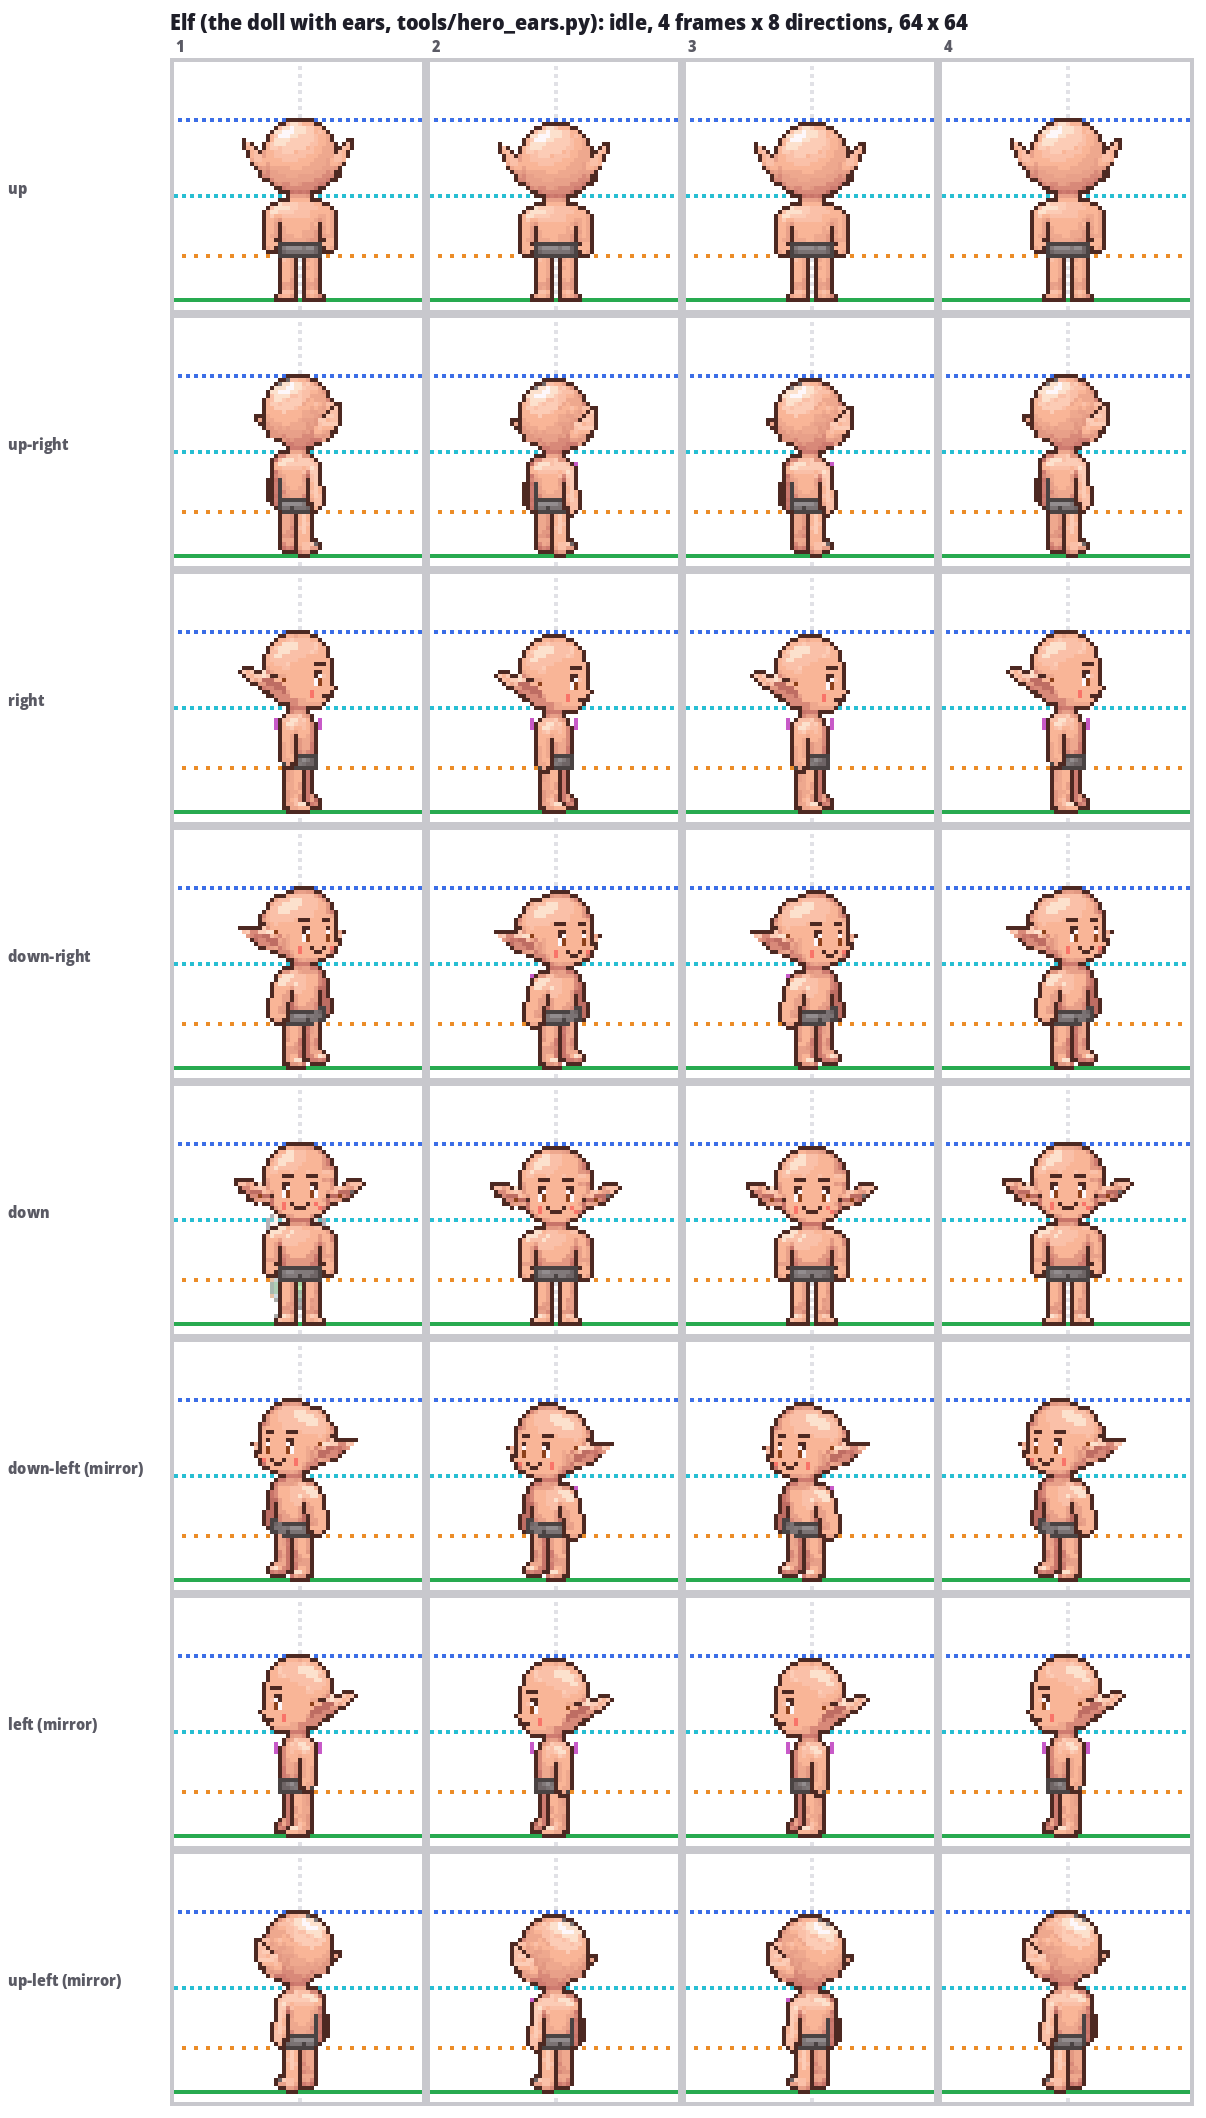 Elf (the doll with ears, tools/hero_ears.py): idle, 4 frames x 8 directions, 64 x 64
1 2 3 4
up
up-right
right
down-right
down
down-left (mirror)
left (mirror)
up-left (mirror)